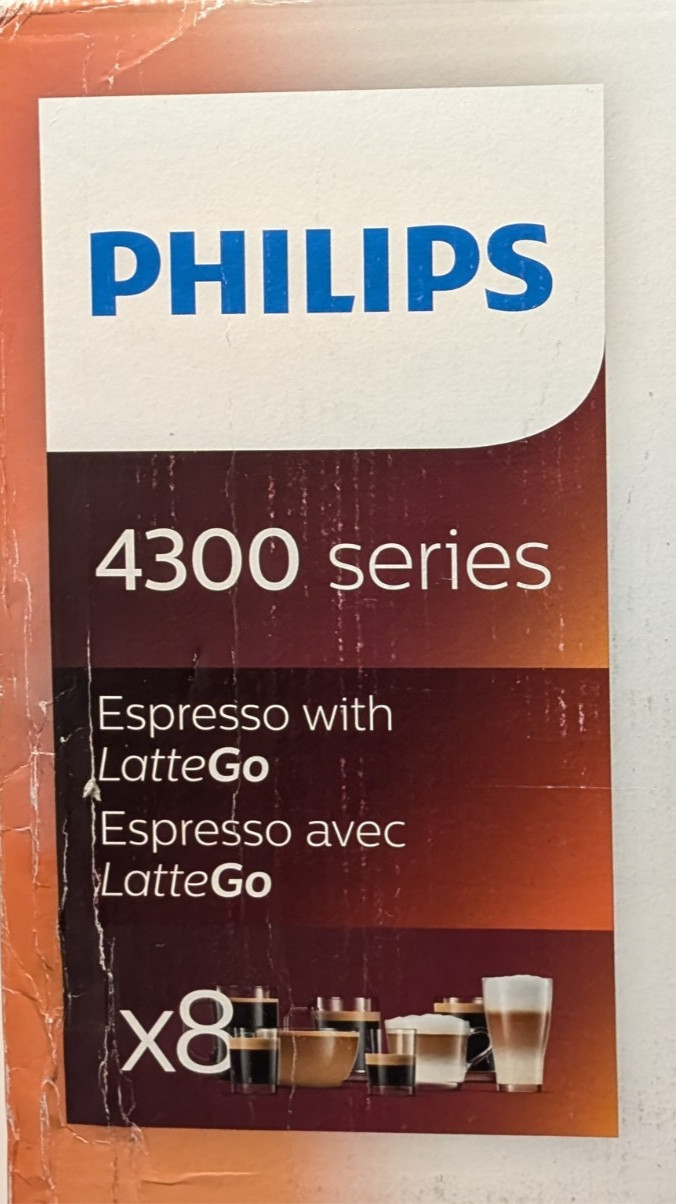 PHILIPS
4300 series
Espresso with
LatteGo
Espresso avec
LatteGo
x8